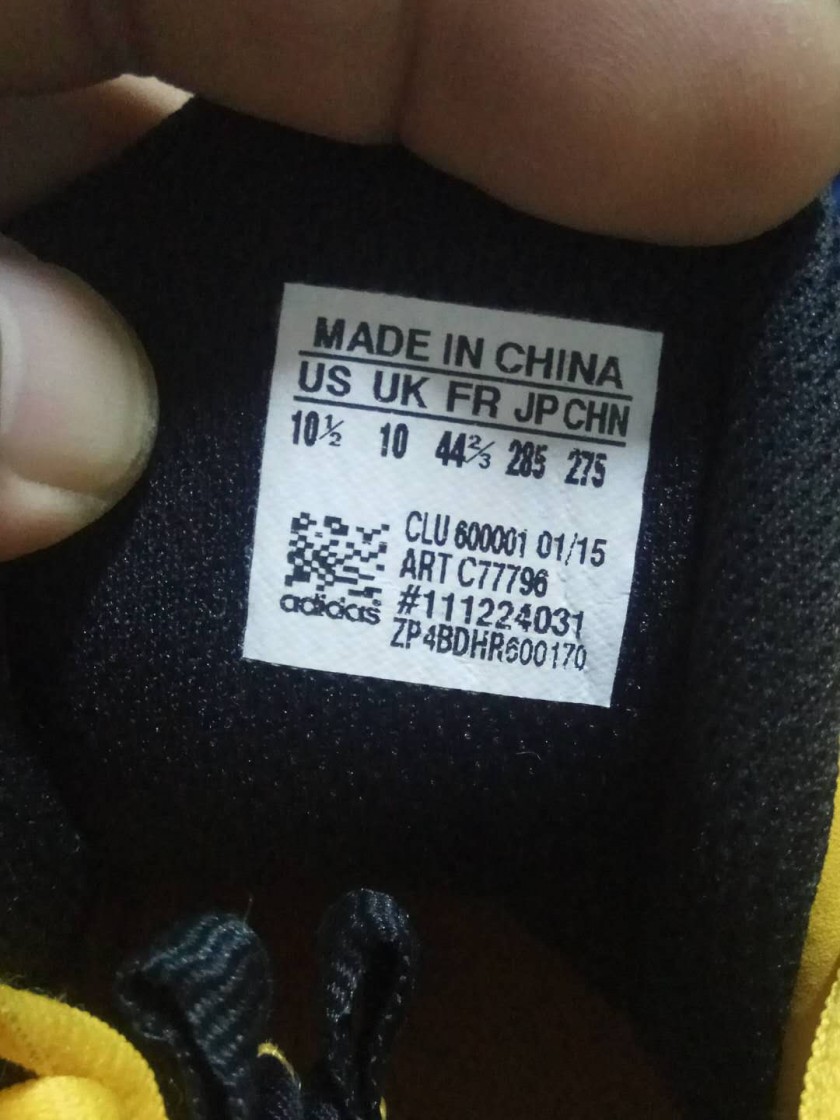 MADE IN CHINA
US UK FR JP CHN
10½ 10 44⅔ 285 275
CLU 600001 01/15
ART C77796
#111224031
adidas
ZP4BDHR600170